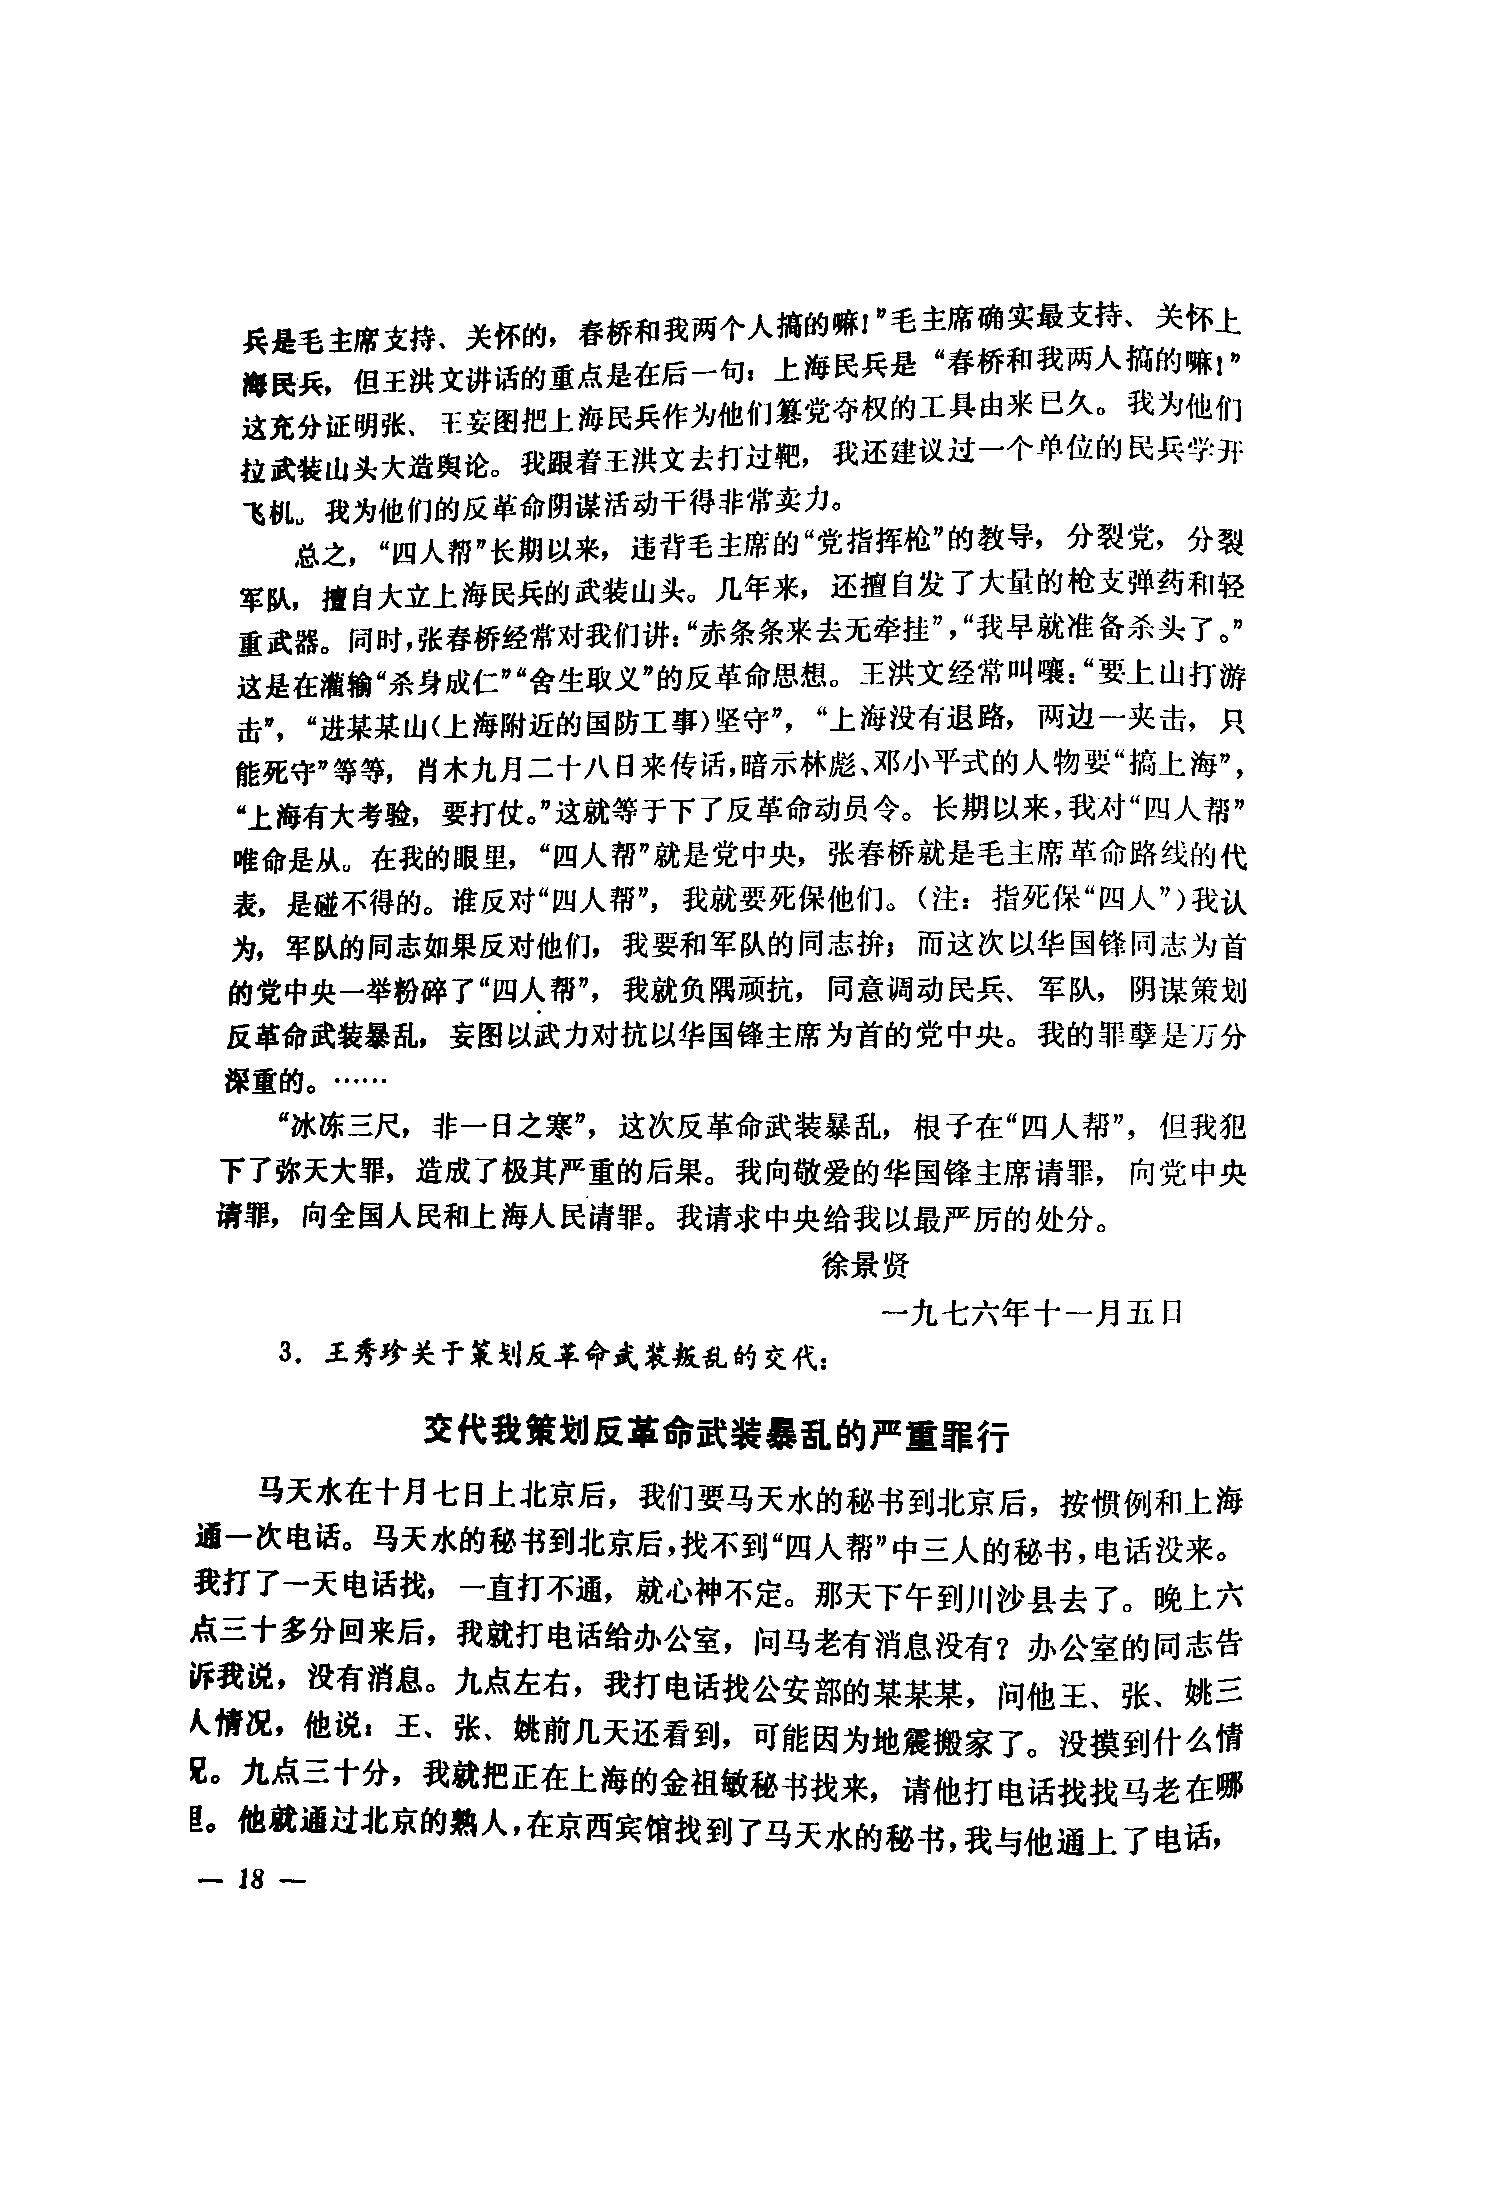 兵是毛主席支持、关怀的，春桥和我两个人搞的嘛！”毛主席确实最支持、关怀上
海民兵，但王洪文讲话的重点是在后一句：上海民兵是“春桥和我两人搞的嘛！”
这充分证明张、王妄图把上海民兵作为他们篡党夺权的工具由来已久。我为他们
拉武装山头大造舆论。我跟着王洪文去打过靶，我还建议过一个单位的民兵学开
飞机。我为他们的反革命阴谋活动干得非常卖力。
总之，“四人帮”长期以来，违背毛主席的“党指挥枪”的教导，分裂党，分裂
军队，擅自大立上海民兵的武装山头。几年来，还擅自发了大量的枪支弹药和轻
重武器。同时，张春桥经常对我们讲：“赤条条来去无牵挂”，“我早就准备杀头了。”
这是在灌输“杀身成仁”“舍生取义”的反革命思想。王洪文经常叫嚷：“要上山打游
击”，“进某某山（上海附近的国防工事）坚守”，“上海没有退路，两边一夹击，只
能死守”等等，肖木九月二十八日来传话，暗示林彪、邓小平式的人物要“搞上海”，
“上海有大考验，要打仗。”这就等于下了反革命动员令。长期以来，我对“四人帮”
唯命是从。在我的眼里，“四人帮”就是党中央，张春桥就是毛主席革命路线的代
表，是碰不得的。谁反对“四人帮”，我就要死保他们。（注：指死保“四人”）我认
为，军队的同志如果反对他们，我要和军队的同志拚；而这次以华国锋同志为首
的党中央一举粉碎了“四人帮”，我就负隅顽抗，同意调动民兵、军队，阴谋策划
反革命武装暴乱，妄图以武力对抗以华国锋主席为首的党中央。我的罪孽是万分
深重的。……
“冰冻三尺，非一日之寒”，这次反革命武装暴乱，根子在“四人帮”，但我犯
下了弥天大罪，造成了极其严重的后果。我向敬爱的华国锋主席请罪，向党中央
请罪，向全国人民和上海人民请罪。我请求中央给我以最严厉的处分。
徐景贤
一九七六年十一月五日
3．王秀珍关于策划反革命武装叛乱的交代：
交代我策划反革命武装暴乱的严重罪行
马天水在十月七日上北京后，我们要马天水的秘书到北京后，按惯例和上海
通一次电话。马天水的秘书到北京后，找不到“四人帮”中三人的秘书，电话没来。
我打了一天电话找，一直打不通，就心神不定。那天下午到川沙县去了。晚上六
点三十多分回来后，我就打电话给办公室，问马老有消息没有？办公室的同志告
诉我说，没有消息。九点左右，我打电话找公安部的某某某，问他王、张、姚三
人情况，他说：王、张、姚前几天还看到，可能因为地震搬家了。没摸到什么情
况。九点三十分，我就把正在上海的金祖敏秘书找来，请他打电话找找马老在哪
里。他就通过北京的熟人，在京西宾馆找到了马天水的秘书，我与他通上了电话，
— 18 —